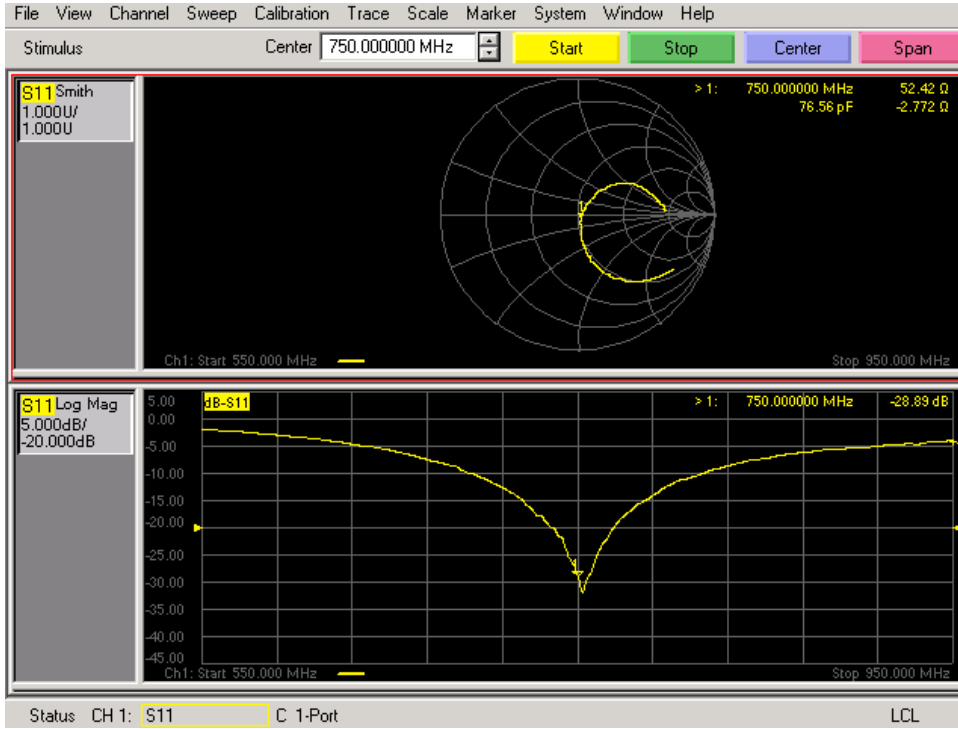 File View Channel Sweep Calibration Trace Scale Marker System Window Help
Stimulus Center 750.000000 MHz Start Stop Center Span
S11 Smith
1.000U/
1.000U
> 1: 750.000000 MHz 52.42 Ω
76.56 pF -2.772 Ω
Ch1: Start 550.000 MHz Stop 950.000 MHz
S11 Log Mag
5.000dB/
-20.000dB
5.00 dB-S11 > 1: 750.000000 MHz -28.89 dB
0.00
-5.00
-10.00
-15.00
-20.00
-25.00
-30.00
-35.00
-40.00
-45.00
Ch1: Start 550.000 MHz Stop 950.000 MHz
Status CH 1: S11 C 1-Port LCL